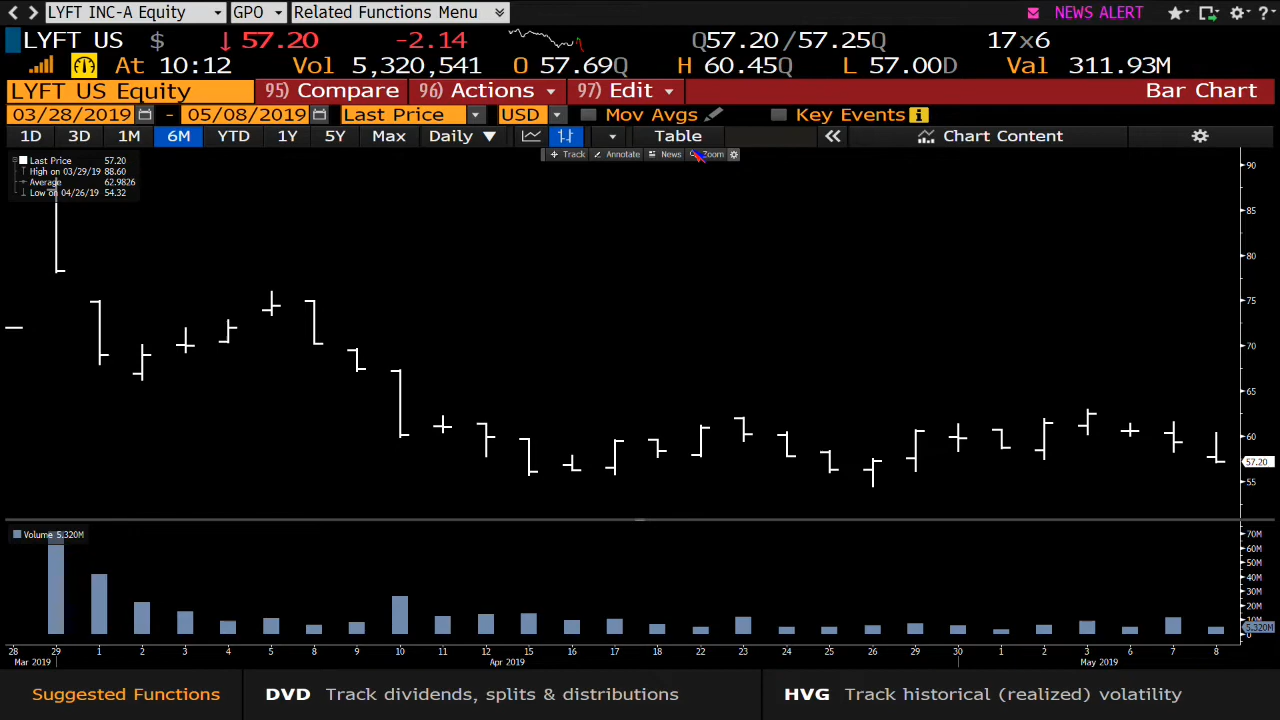 LYFT INC-A Equity GPO Related Functions Menu NEWS ALERT ?
LYFT US $ ↓ 57.20 -2.14 Q57.20/57.25Q 17x6
At 10:12 Vol 5,320,541 O 57.69Q H 60.45Q L 57.00D Val 311.93M
LYFT US Equity 95) Compare 96) Actions 97) Edit Bar Chart
03/28/2019 - 05/08/2019 Last Price USD Mov Avgs Key Events i
1D 3D 1M 6M YTD 1Y 5Y Max Daily ▼ Table « Chart Content
Track Annotate News Zoom
Last Price 57.20
High on 03/29/19 88.60
Average 62.9826
Low on 04/26/19 54.32
90
85
80
75
70
65
60
57.20
55
Volume 5.320M
70M
60M
50M
40M
30M
20M
10M
5.320M
0
28 29 1 2 3 4 5 8 9 10 11 12 15 16 17 18 22 23 24 25 26 29 30 1 2 3 6 7 8
Mar 2019 Apr 2019 May 2019
Suggested Functions DVD Track dividends, splits & distributions HVG Track historical (realized) volatility